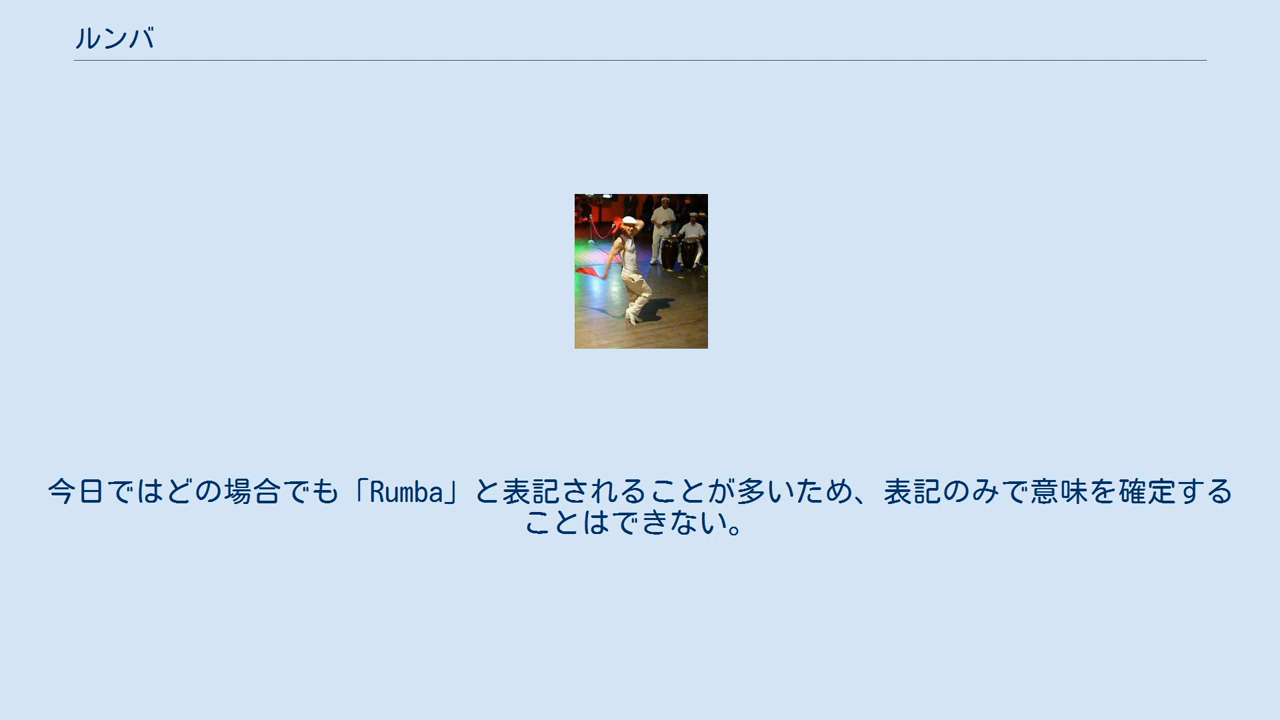 ルンバ
今日ではどの場合でも「Rumba」と表記されることが多いため、表記のみで意味を確定する
ことはできない。